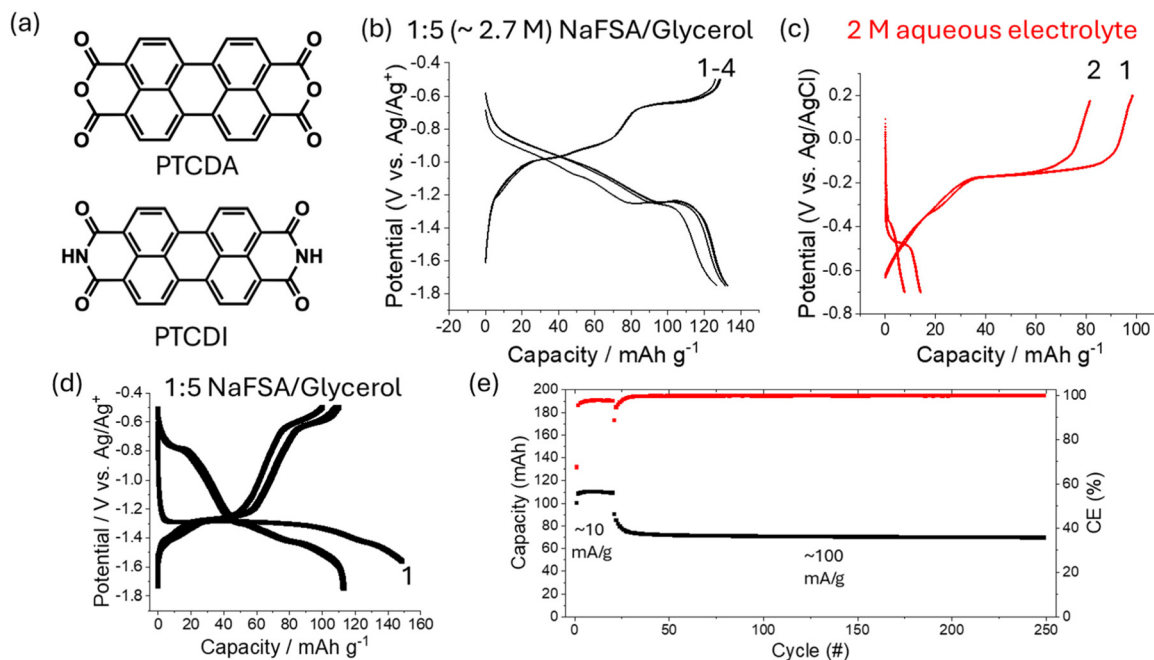 (a)
O O
O O
O O
PTCDA
O O
HN NH
O O
PTCDI
(b) 1:5 (~ 2.7 M) NaFSA/Glycerol
1-4
Potential (V vs. Ag/Ag⁺)
-0.6
-0.8
-1.0
-1.2
-1.4
-1.6
-1.8
-20 0 20 40 60 80 100 120 140
Capacity / mAh g⁻¹
(c) 2 M aqueous electrolyte
2 1
Potential (V vs. Ag/AgCl)
0.2
0.0
-0.2
-0.4
-0.6
-0.8
0 20 40 60 80 100
Capacity / mAh g⁻¹
(d) 1:5 NaFSA/Glycerol
Potential / V vs. Ag/Ag⁺)
-0.4
-0.6
-0.8
-1.0
-1.2
-1.4
-1.6
-1.8
1
0 20 40 60 80 100 120 140 160
Capacity / mAh g⁻¹
(e)
Capacity (mAh)
200
180
160
140
120
100
80
60
40
20
0
~10
mA/g
~100
mA/g
100
80
60
40
20
0
CE (%)
0 50 100 150 200 250
Cycle (#)